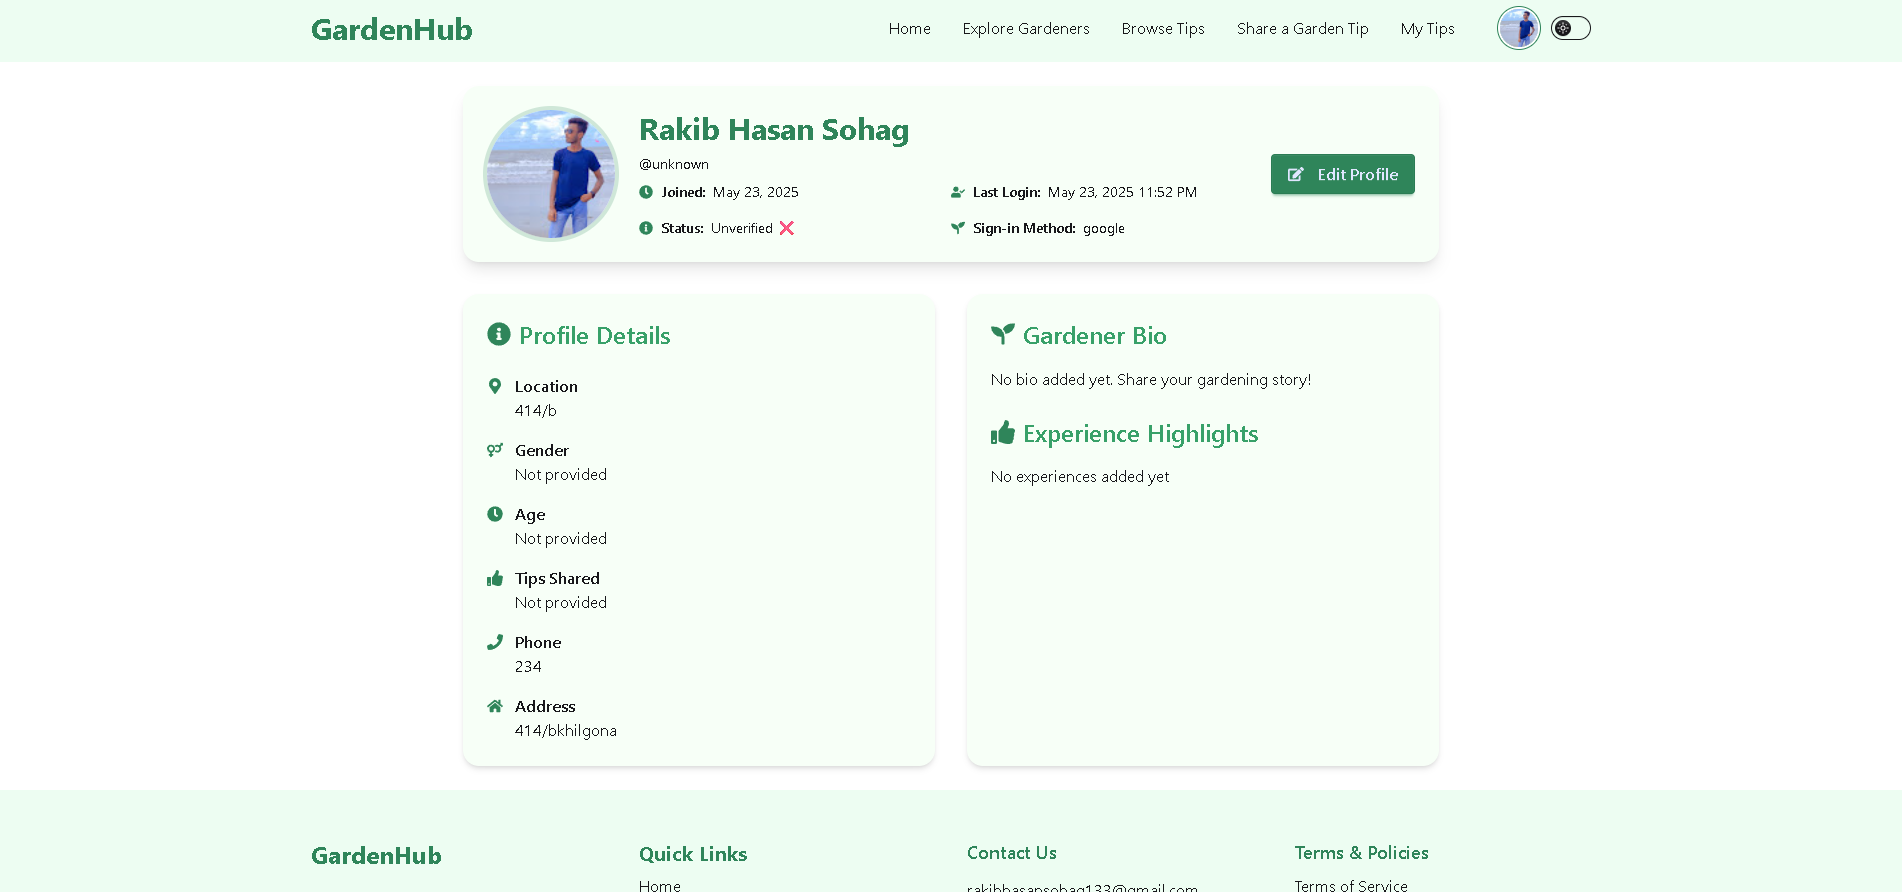 GardenHub
Home Explore Gardeners Browse Tips Share a Garden Tip My Tips
Rakib Hasan Sohag
@unknown
Joined: May 23, 2025
Last Login: May 23, 2025 11:52 PM
Status: Unverified ❌
Sign-in Method: google
Edit Profile
Profile Details
Location
414/b
Gender
Not provided
Age
Not provided
Tips Shared
Not provided
Phone
234
Address
414/bkhilgona
Gardener Bio
No bio added yet. Share your gardening story!
Experience Highlights
No experiences added yet
GardenHub
Quick Links
Home
Contact Us
rakibhasansohag133@gmail.com
Terms & Policies
Terms of Service